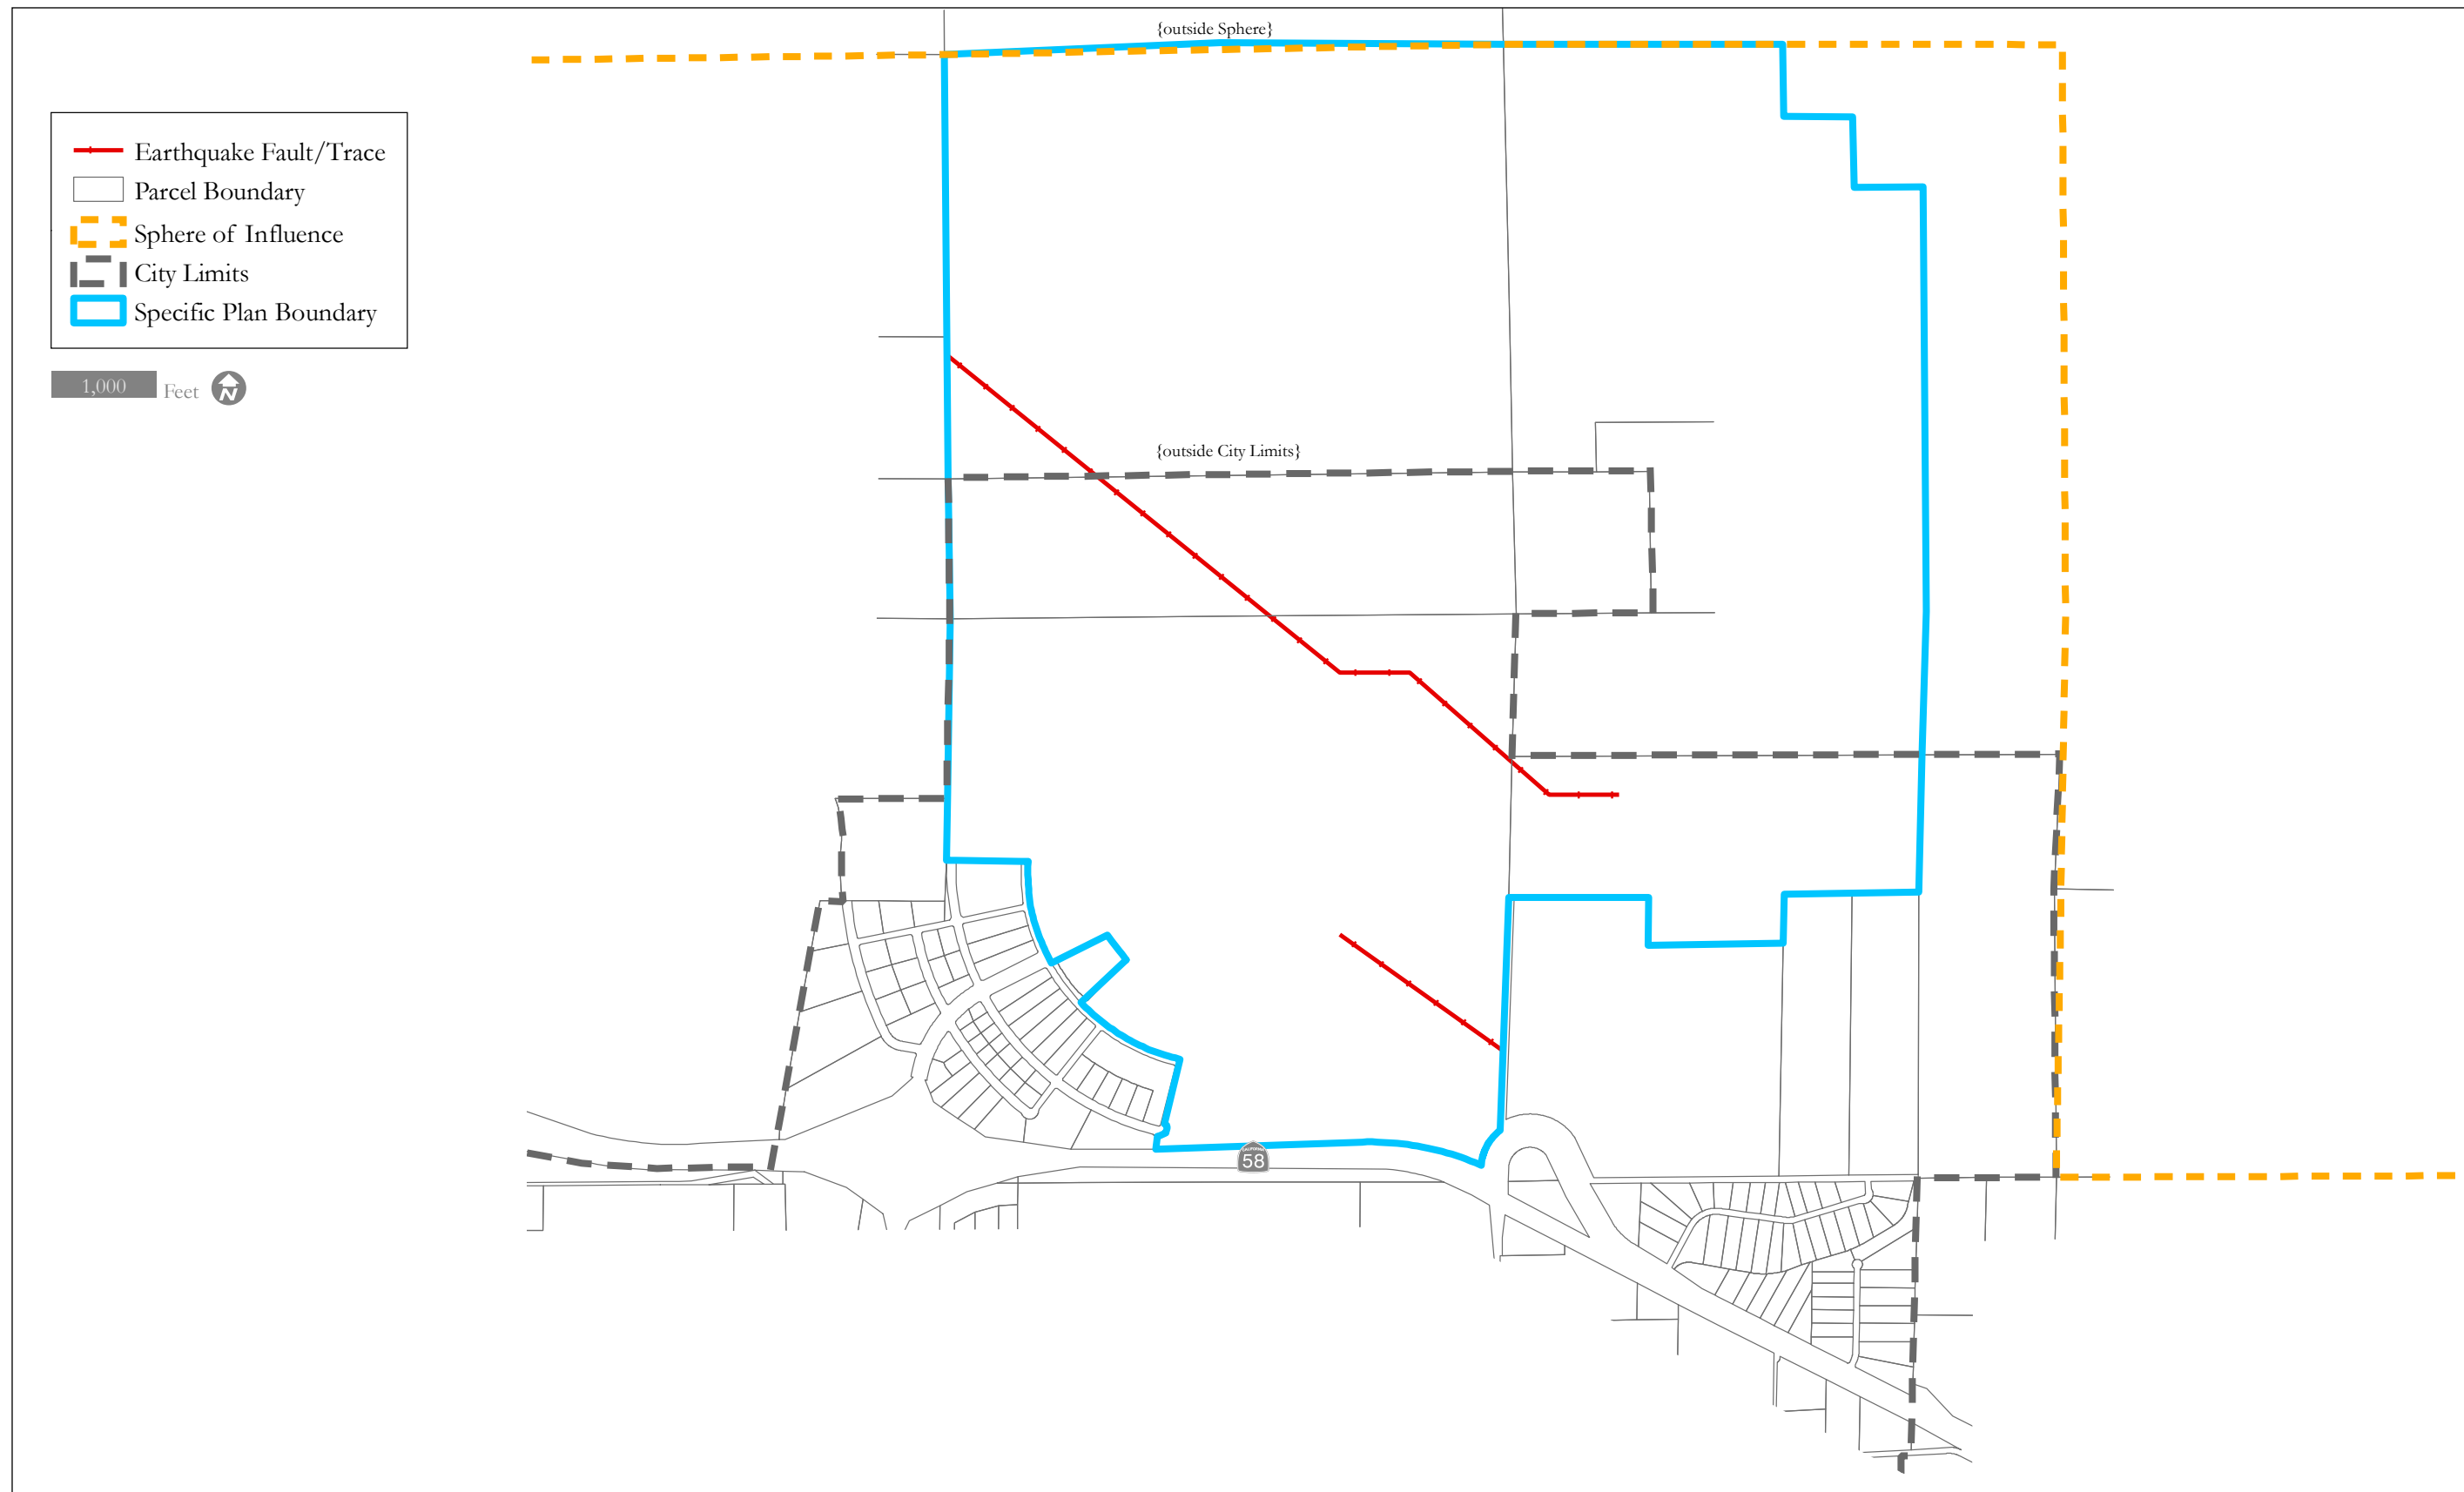 {outside Sphere}
Earthquake Fault/Trace
Parcel Boundary
Sphere of Influence
City Limits
Specific Plan Boundary
1,000 Feet N
{outside City Limits}
58